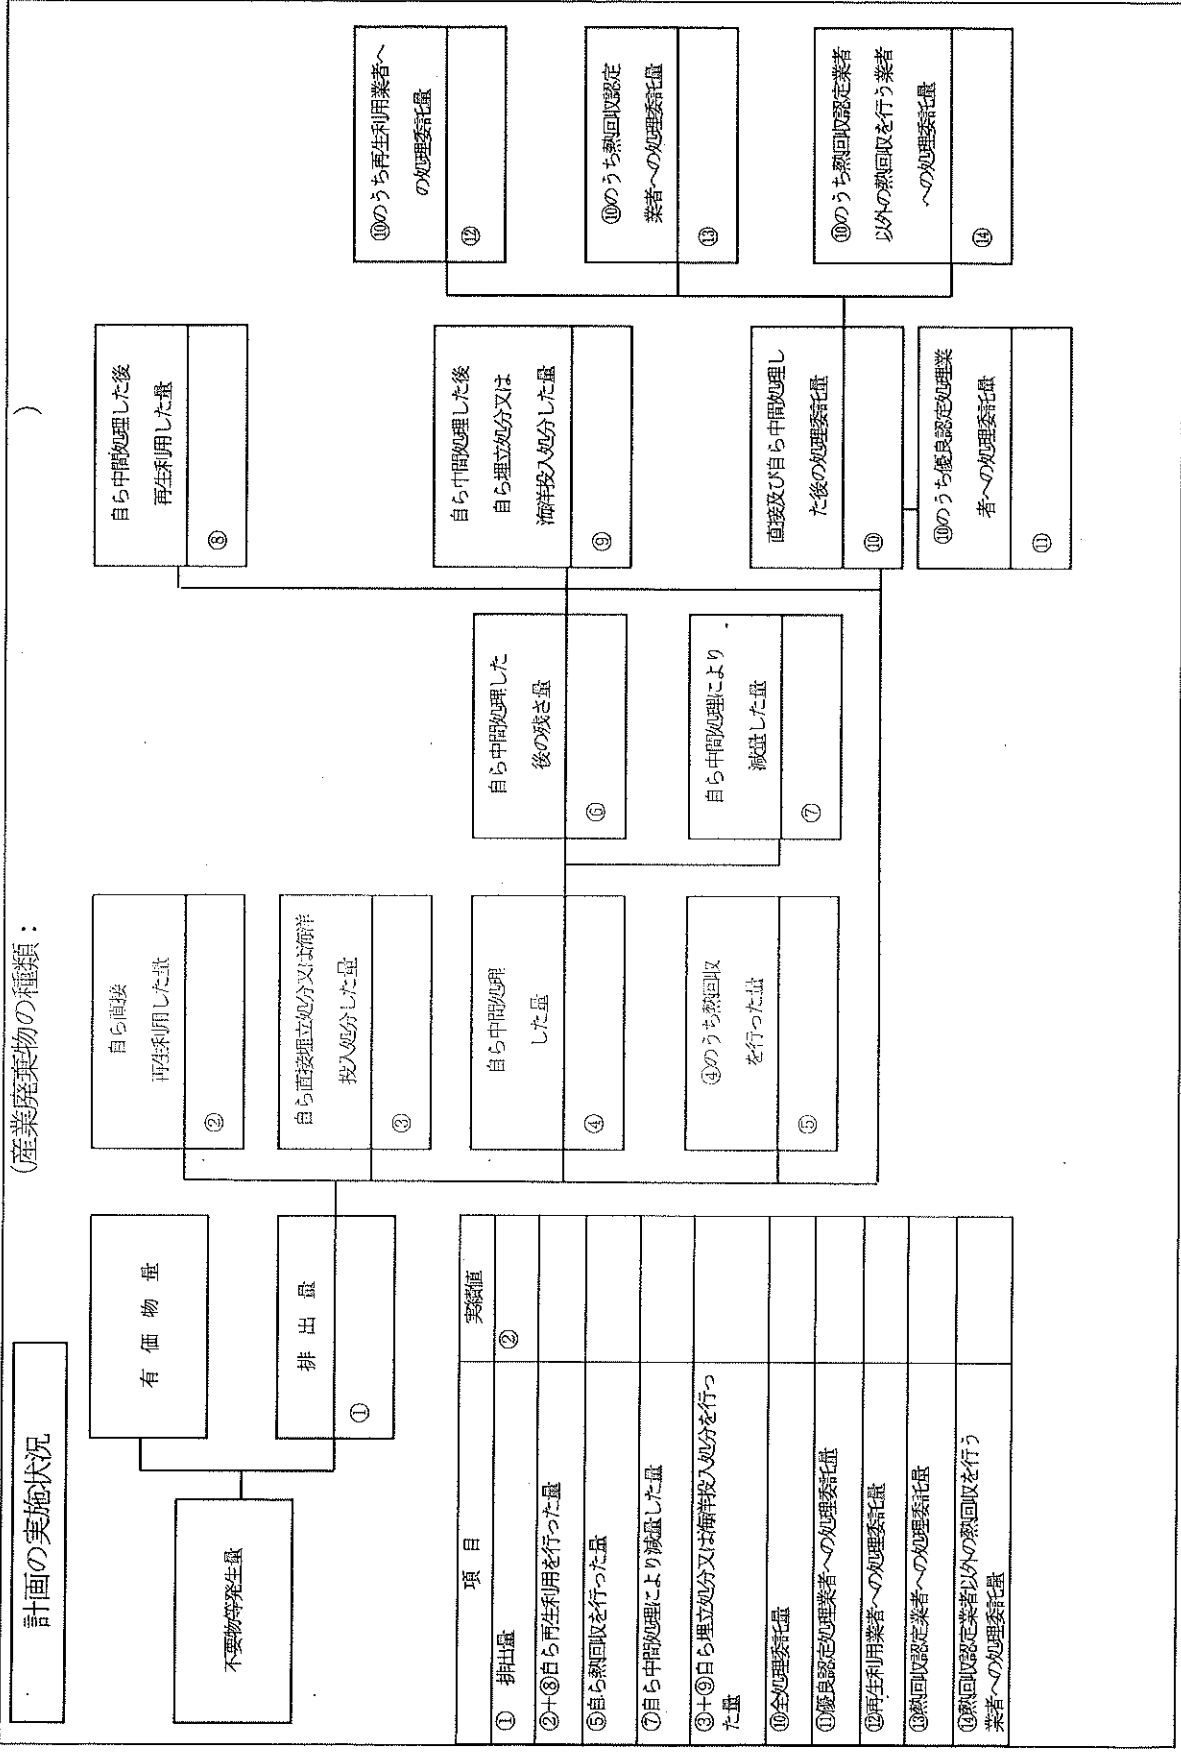 計画の実施状況
(産業廃棄物の種類:
)
不要物等発生量
有 価 物 量
排 出 量
①
自ら直接
再生利用した量
②
自ら直接埋立処分又は海洋
投入処分した量
③
自ら中間処理
した量
④
④のうち熱回収
を行った量
⑤
自ら中間処理した
後の残さ量
⑥
自ら中間処理により
減量した量
⑦
自ら中間処理した後
再生利用した量
⑧
自ら中間処理した後
自ら埋立処分又は
海洋投入処分した量
⑨
直接及び自ら中間処理し
た後の処理委託量
⑩
⑩のうち優良認定処理業
者への処理委託量
⑪
⑩のうち再生利用業者へ
の処理委託量
⑫
⑩のうち熱回収認定
業者への処理委託量
⑬
⑩のうち熱回収認定業者
以外の熱回収を行う業者
への処理委託量
⑭
項 目
実績値
① 排出量
②
②+⑧自ら再生利用を行った量
⑤自ら熱回収を行った量
⑦自ら中間処理により減量した量
③+⑨自ら埋立処分又は海洋投入処分を行っ
た量
⑩全処理委託量
⑪優良認定処理業者への処理委託量
⑫再生利用業者への処理委託量
⑬熱回収認定業者への処理委託量
⑭熱回収認定業者以外の熱回収を行う
業者への処理委託量